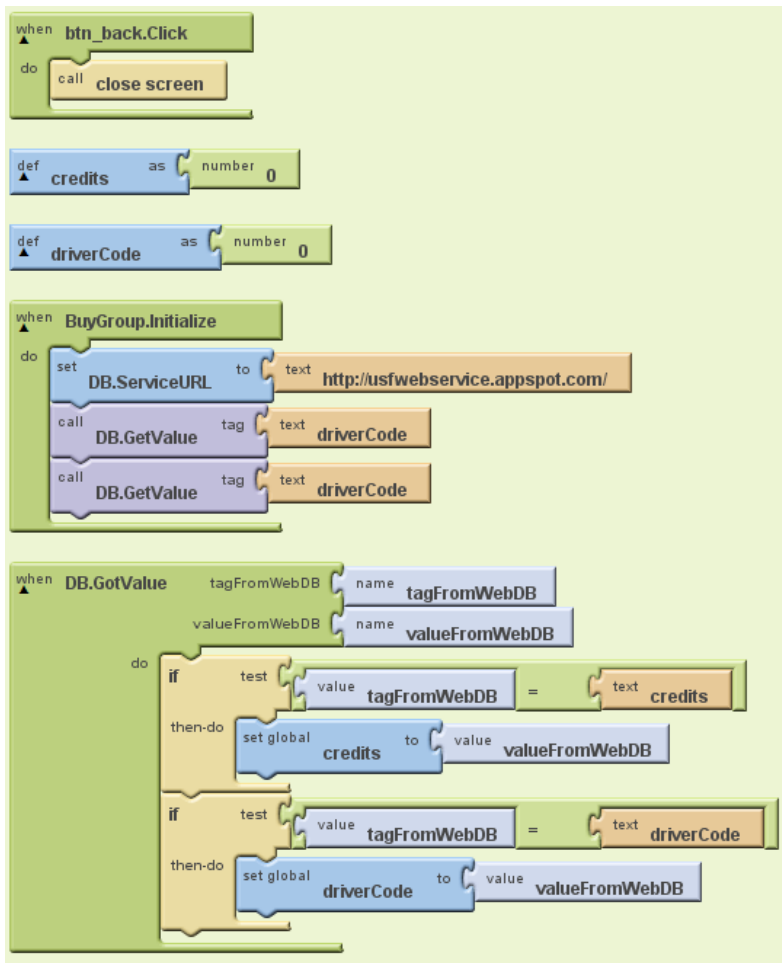 when btn_back.Click
do call close screen
def credits as number 0
def driverCode as number 0
when BuyGroup.Initialize
do set DB.ServiceURL to text http://usfwebservice.appspot.com/
call DB.GetValue tag text driverCode
call DB.GetValue tag text driverCode
when DB.GotValue tagFromWebDB name tagFromWebDB
valueFromWebDB name valueFromWebDB
do if test value tagFromWebDB = text credits
then-do set global credits to value valueFromWebDB
if test value tagFromWebDB = text driverCode
then-do set global driverCode to value valueFromWebDB